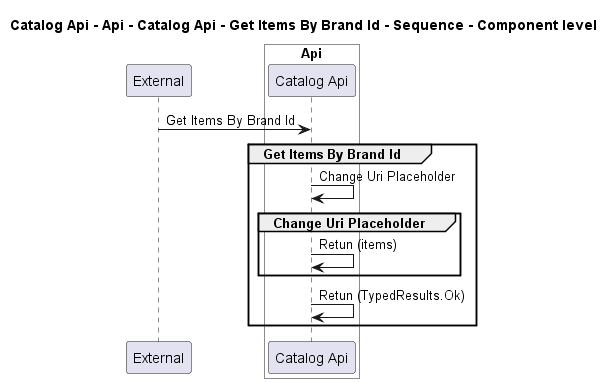 Catalog Api - Api - Catalog Api - Get Items By Brand Id - Sequence - Component level
Api
External
Catalog Api
Get Items By Brand Id
Get Items By Brand Id
Change Uri Placeholder
Change Uri Placeholder
Retun (items)
Retun (TypedResults.Ok)
External
Catalog Api